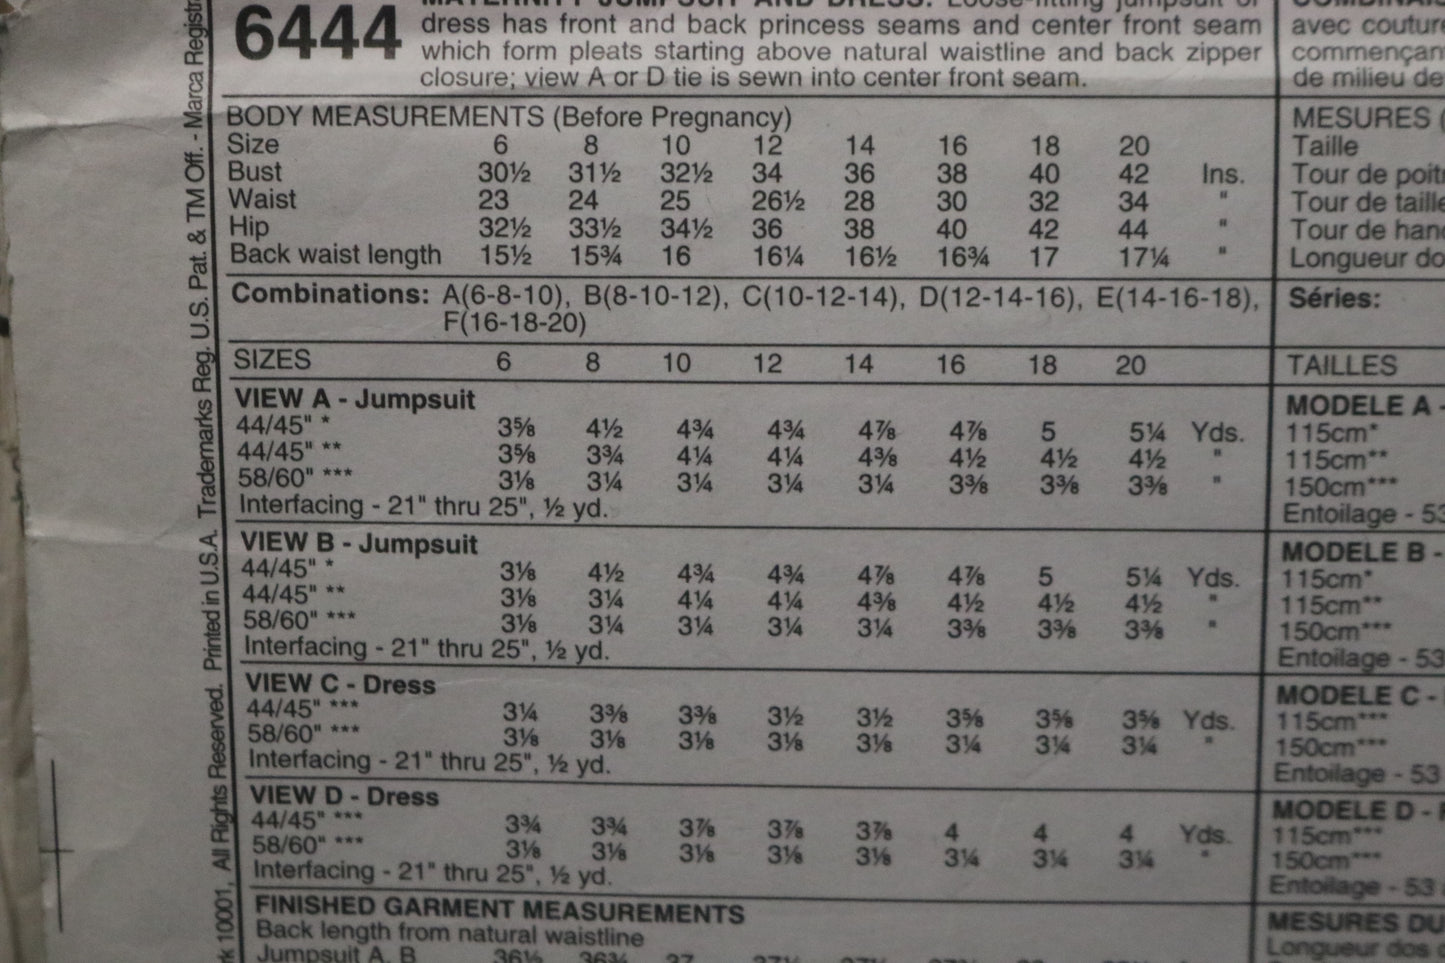 6444
MATERNITY JUMPSUIT AND DRESS: Loose-fitting jumpsuit or
dress has front and back princess seams and center front seam
which form pleats starting above natural waistline and back zipper
closure; view A or D tie is sewn into center front seam.
BODY MEASUREMENTS (Before Pregnancy)
Size 6 8 10 12 14 16 18 20
Bust 30½ 31½ 32½ 34 36 38 40 42 Ins.
Waist 23 24 25 26½ 28 30 32 34 "
Hip 32½ 33½ 34½ 36 38 40 42 44 "
Back waist length 15½ 15¾ 16 16¼ 16½ 16¾ 17 17¼ "
Combinations: A(6-8-10), B(8-10-12), C(10-12-14), D(12-14-16), E(14-16-18),
F(16-18-20)
SIZES 6 8 10 12 14 16 18 20
VIEW A - Jumpsuit
44/45" * 3⅝ 4½ 4¾ 4¾ 4⅞ 4⅞ 5 5¼ Yds.
44/45" ** 3⅝ 3¾ 4¼ 4¼ 4⅜ 4½ 4½ 4½ "
58/60" *** 3⅛ 3¼ 3¼ 3¼ 3¼ 3⅜ 3⅜ 3⅜ "
Interfacing - 21" thru 25", ½ yd.
VIEW B - Jumpsuit
44/45" * 3⅛ 4½ 4¾ 4¾ 4⅞ 4⅞ 5 5¼ Yds.
44/45" ** 3⅛ 3¼ 4¼ 4¼ 4⅜ 4½ 4½ 4½ "
58/60" *** 3⅛ 3¼ 3¼ 3¼ 3¼ 3⅜ 3⅜ 3⅜ "
Interfacing - 21" thru 25", ½ yd.
VIEW C - Dress
44/45" *** 3¼ 3⅜ 3⅜ 3½ 3½ 3⅝ 3⅝ 3⅝ Yds.
58/60" *** 3⅛ 3⅛ 3⅛ 3⅛ 3⅛ 3¼ 3¼ 3¼ "
Interfacing - 21" thru 25", ½ yd.
VIEW D - Dress
44/45" *** 3¾ 3¾ 3⅞ 3⅞ 3⅞ 4 4 4 Yds.
58/60" *** 3⅛ 3⅛ 3⅛ 3⅛ 3⅛ 3¼ 3¼ 3¼ "
Interfacing - 21" thru 25", ½ yd.
FINISHED GARMENT MEASUREMENTS
Back length from natural waistline
Jumpsuit A, B 36½ 36¾ 37
avec couture
commençan
de milieu de
MESURES (
Taille
Tour de poit
Tour de taille
Tour de han
Longueur do
Séries:
TAILLES
MODELE A -
115cm*
115cm**
150cm***
Entoilage - 53
MODELE B -
115cm*
115cm**
150cm***
Entoilage - 53
MODELE C -
115cm***
150cm***
Entoilage - 53
MODELE D -
115cm***
150cm***
Entoilage - 53
MESURES DU
Longueur dos
rk 10001, All Rights Reserved. Printed in U.S.A. Trademarks Reg. U.S. Pat. & TM Off. - Marca Registr